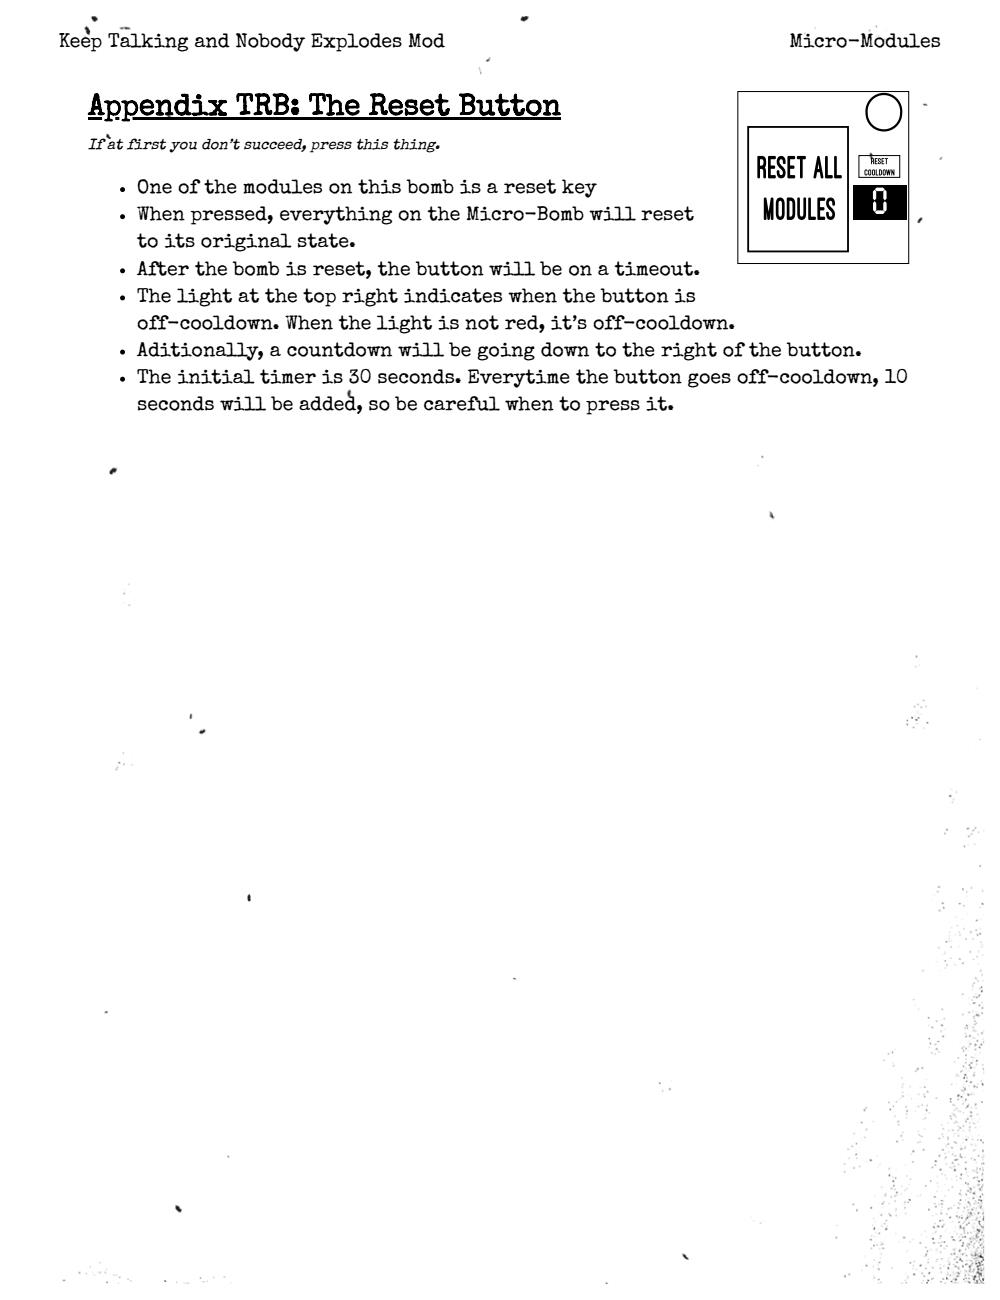 Keep Talking and Nobody Explodes Mod
Micro-Modules
Appendix TRB: The Reset Button
If at first you don't succeed, press this thing.
• One of the modules on this bomb is a reset key
• When pressed, everything on the Micro-Bomb will reset
to its original state.
• After the bomb is reset, the button will be on a timeout.
• The light at the top right indicates when the button is
off-cooldown. When the light is not red, it's off-cooldown.
• Aditionally, a countdown will be going down to the right of the button.
• The initial timer is 30 seconds. Everytime the button goes off-cooldown, 10
seconds will be added, so be careful when to press it.
RESET ALL
MODULES
RESET
COOLDOWN
0